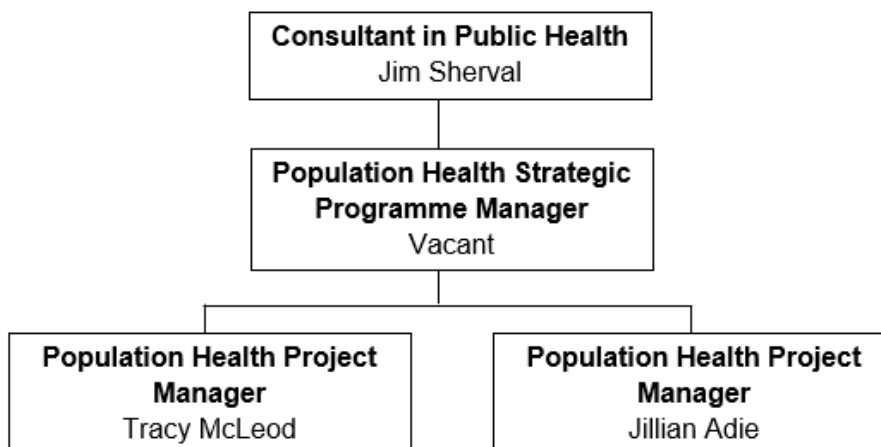 Consultant in Public Health
Jim Sherval
Population Health Strategic
Programme Manager
Vacant
Population Health Project
Manager
Tracy McLeod
Population Health Project
Manager
Jillian Adie